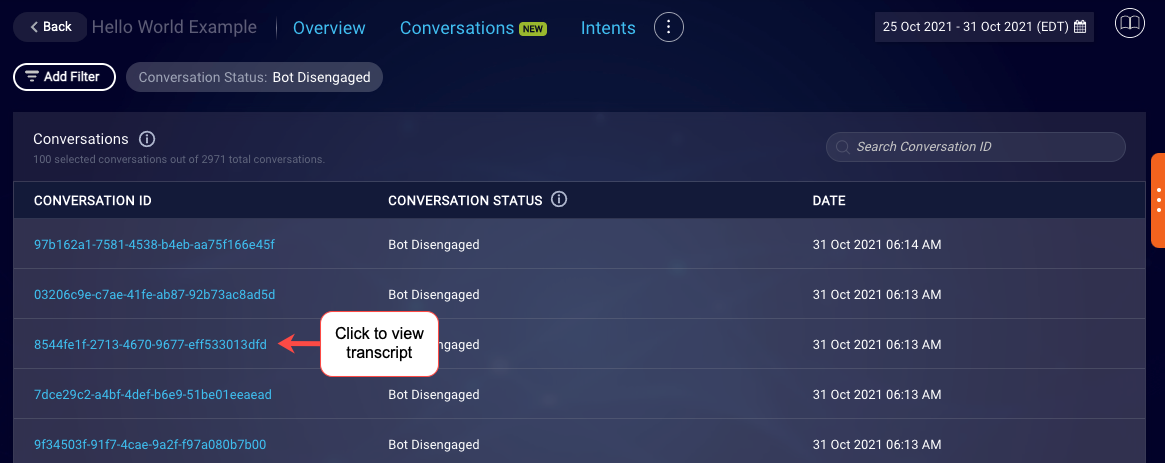 Back Hello World Example Overview Conversations NEW Intents 25 Oct 2021 - 31 Oct 2021 (EDT)
Add Filter Conversation Status: Bot Disengaged
Conversations
100 selected conversations out of 2971 total conversations.
Search Conversation ID
CONVERSATION ID CONVERSATION STATUS DATE
97b162a1-7581-4538-b4eb-aa75f166e45f Bot Disengaged 31 Oct 2021 06:14 AM
03206c9e-c7ae-41fe-ab87-92b73ac8ad5d Bot Disengaged 31 Oct 2021 06:13 AM
8544fe1f-2713-4670-9677-eff533013dfd ngaged 31 Oct 2021 06:13 AM
Click to view
transcript
7dce29c2-a4bf-4def-b6e9-51be01eeaead Bot Disengaged 31 Oct 2021 06:13 AM
9f34503f-91f7-4cae-9a2f-f97a080b7b00 Bot Disengaged 31 Oct 2021 06:13 AM